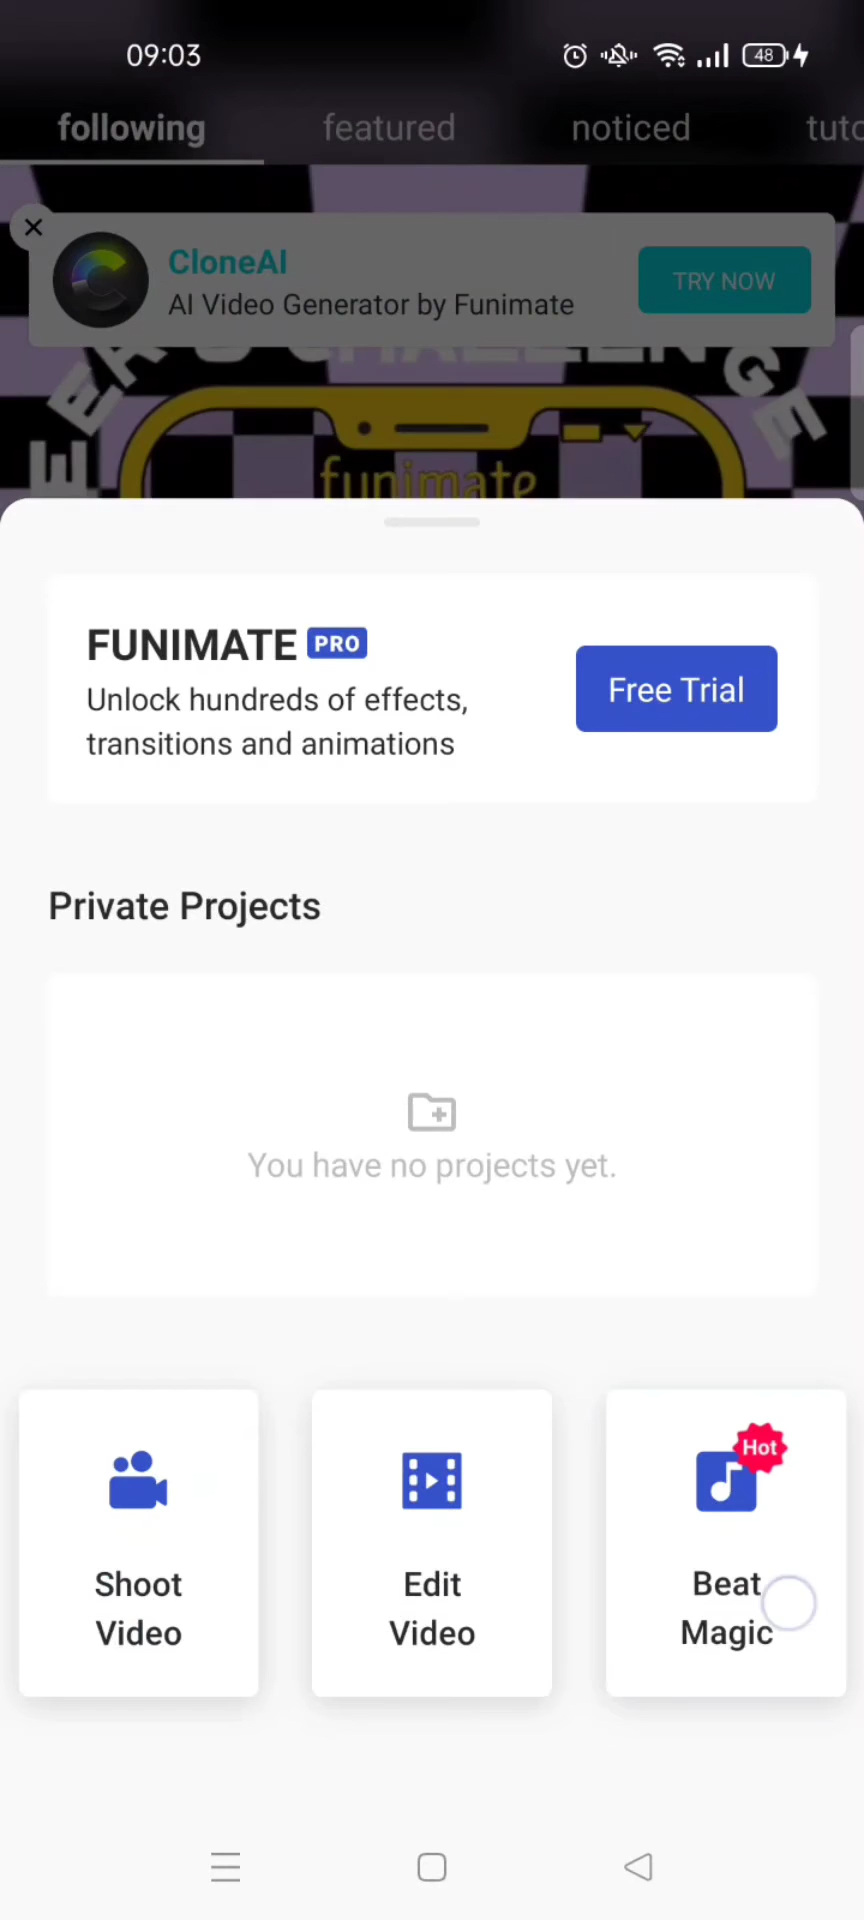 09:03
48
following featured noticed tuto
CloneAI
AI Video Generator by Funimate
TRY NOW
funimate
FUNIMATE PRO
Unlock hundreds of effects,
transitions and animations
Free Trial
Private Projects
You have no projects yet.
Hot
Shoot
Video
Edit
Video
Beat
Magic